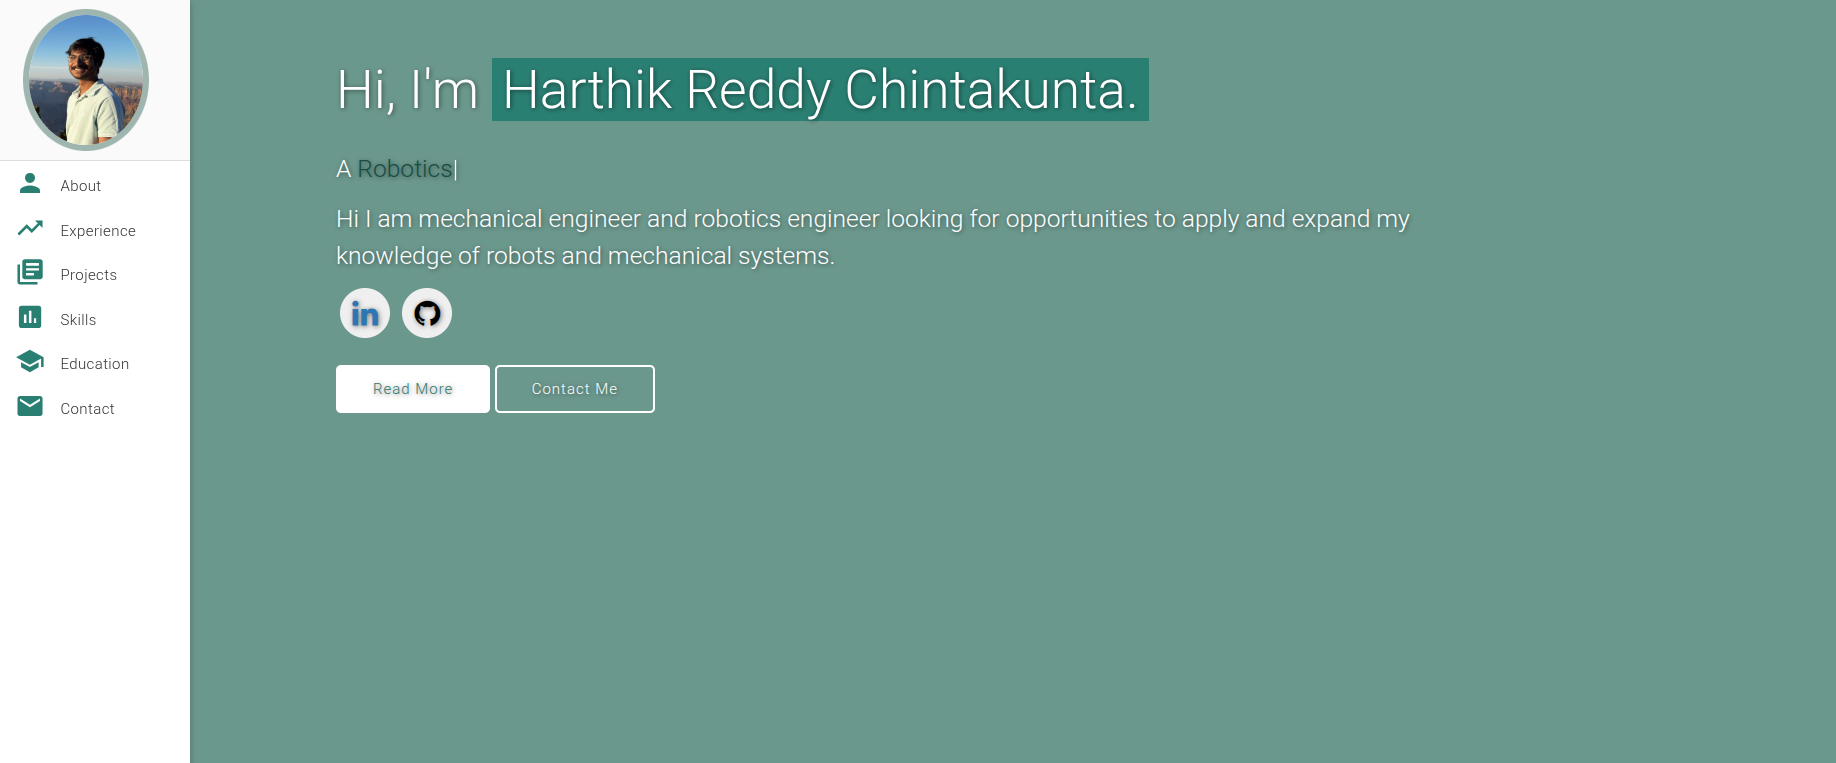 About
Experience
Projects
Skills
Education
Contact
Hi, I'm Harthik Reddy Chintakunta.
A Robotics|
Hi I am mechanical engineer and robotics engineer looking for opportunities to apply and expand my
knowledge of robots and mechanical systems.
in
Read More
Contact Me